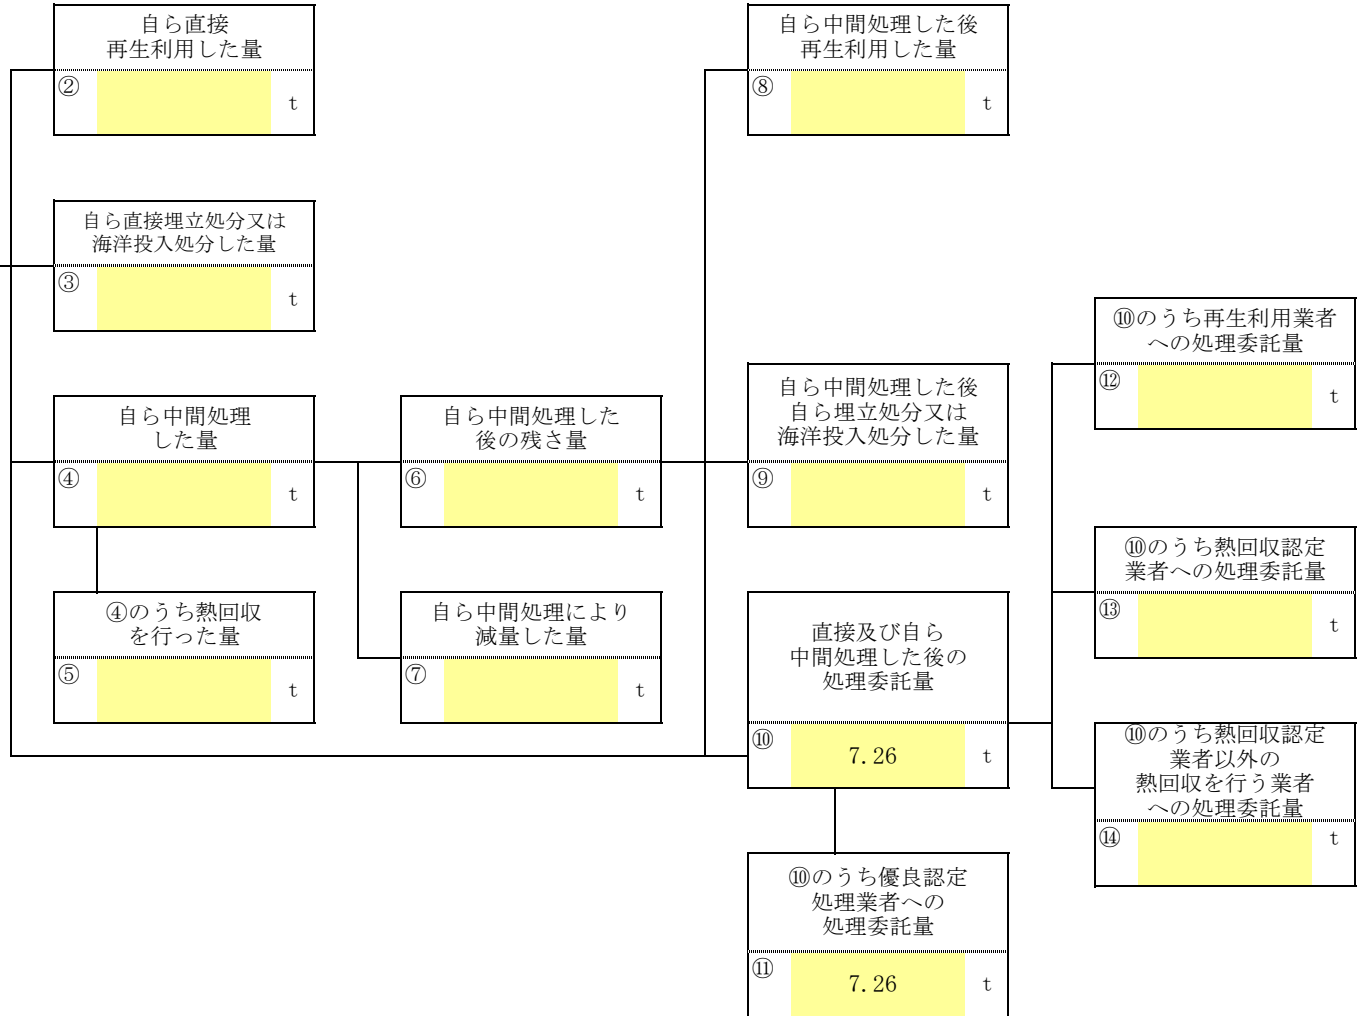 自ら直接
再生利用した量
②
t
自ら中間処理した後
再生利用した量
⑧
t
自ら直接埋立処分又は
海洋投入処分した量
③
t
⑩のうち再生利用業者
への処理委託量
⑫
t
自ら中間処理
した量
④
t
自ら中間処理した
後の残さ量
⑥
t
自ら中間処理した後
自ら埋立処分又は
海洋投入処分した量
⑨
t
⑩のうち熱回収認定
業者への処理委託量
⑬
t
④のうち熱回収
を行った量
⑤
t
自ら中間処理により
減量した量
⑦
t
直接及び自ら
中間処理した後の
処理委託量
⑩ 7.26 t
⑩のうち熱回収認定
業者以外の
熱回収を行う業者
への処理委託量
⑭
t
⑩のうち優良認定
処理業者への
処理委託量
⑪ 7.26 t